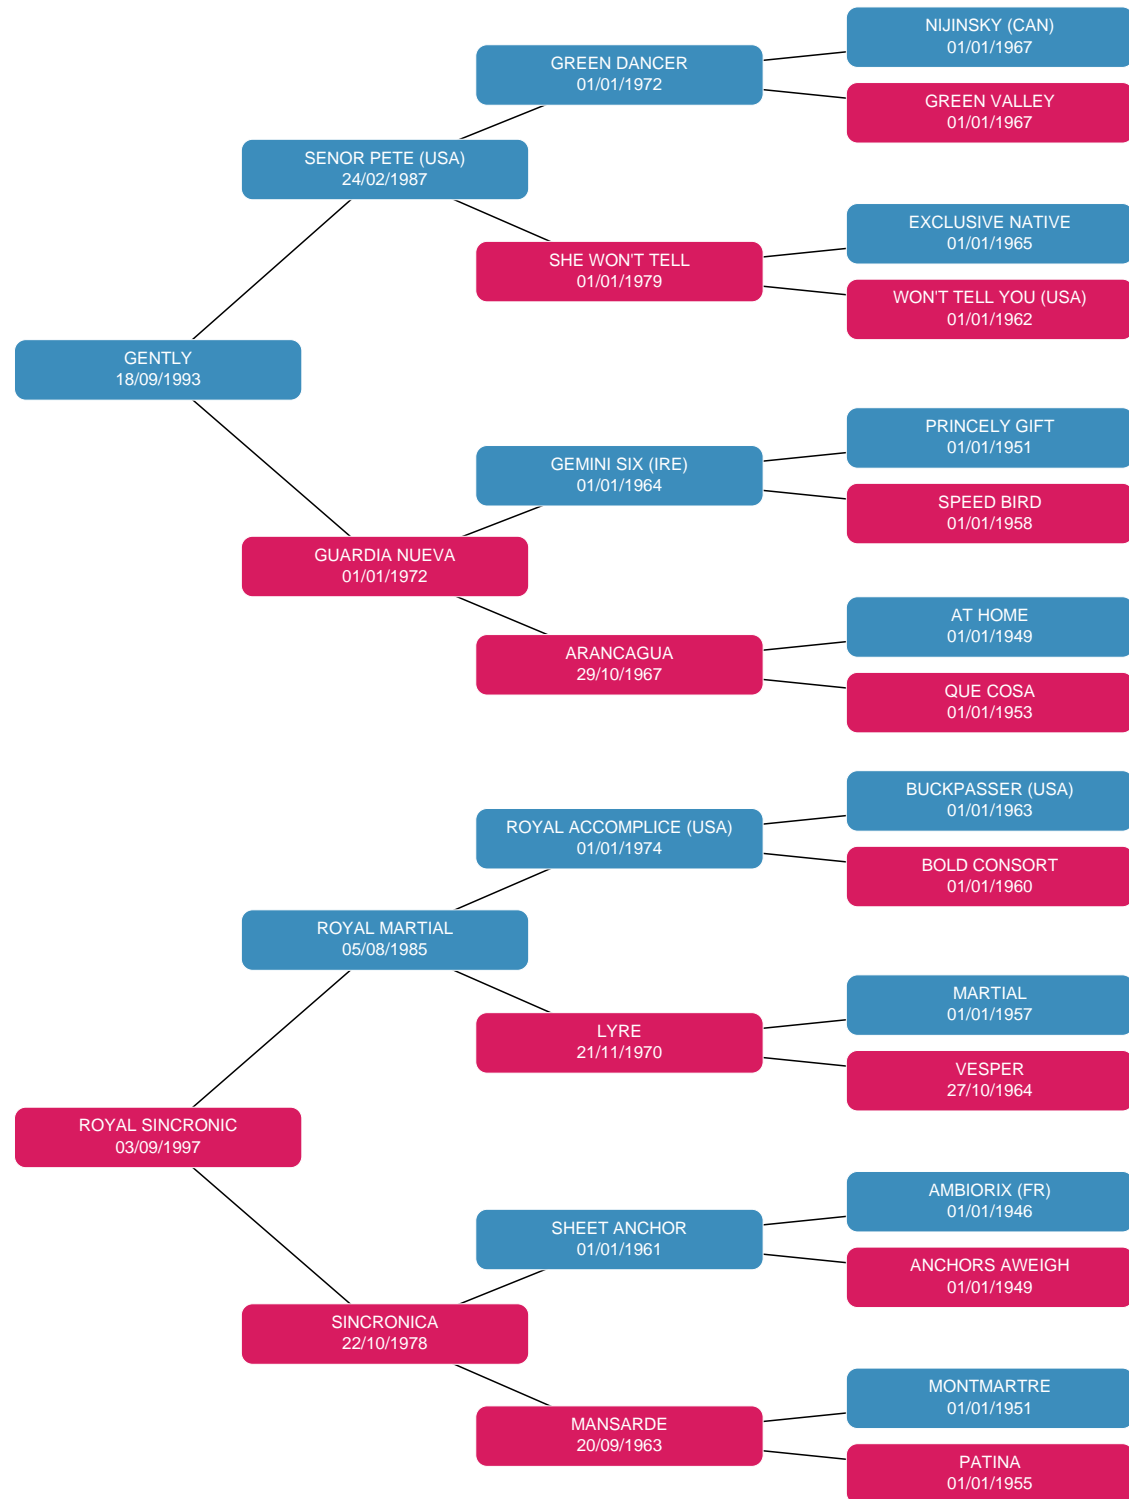 NIJINSKY (CAN)
01/01/1967
GREEN DANCER
01/01/1972
GREEN VALLEY
01/01/1967
SENOR PETE (USA)
24/02/1987
EXCLUSIVE NATIVE
01/01/1965
SHE WON'T TELL
01/01/1979
WON'T TELL YOU (USA)
01/01/1962
GENTLY
18/09/1993
PRINCELY GIFT
01/01/1951
GEMINI SIX (IRE)
01/01/1964
SPEED BIRD
01/01/1958
GUARDIA NUEVA
01/01/1972
AT HOME
01/01/1949
ARANCAGUA
29/10/1967
QUE COSA
01/01/1953
BUCKPASSER (USA)
01/01/1963
ROYAL ACCOMPLICE (USA)
01/01/1974
BOLD CONSORT
01/01/1960
ROYAL MARTIAL
05/08/1985
MARTIAL
01/01/1957
LYRE
21/11/1970
VESPER
27/10/1964
ROYAL SINCRONIC
03/09/1997
AMBIORIX (FR)
01/01/1946
SHEET ANCHOR
01/01/1961
ANCHORS AWEIGH
01/01/1949
SINCRONICA
22/10/1978
MONTMARTRE
01/01/1951
MANSARDE
20/09/1963
PATINA
01/01/1955